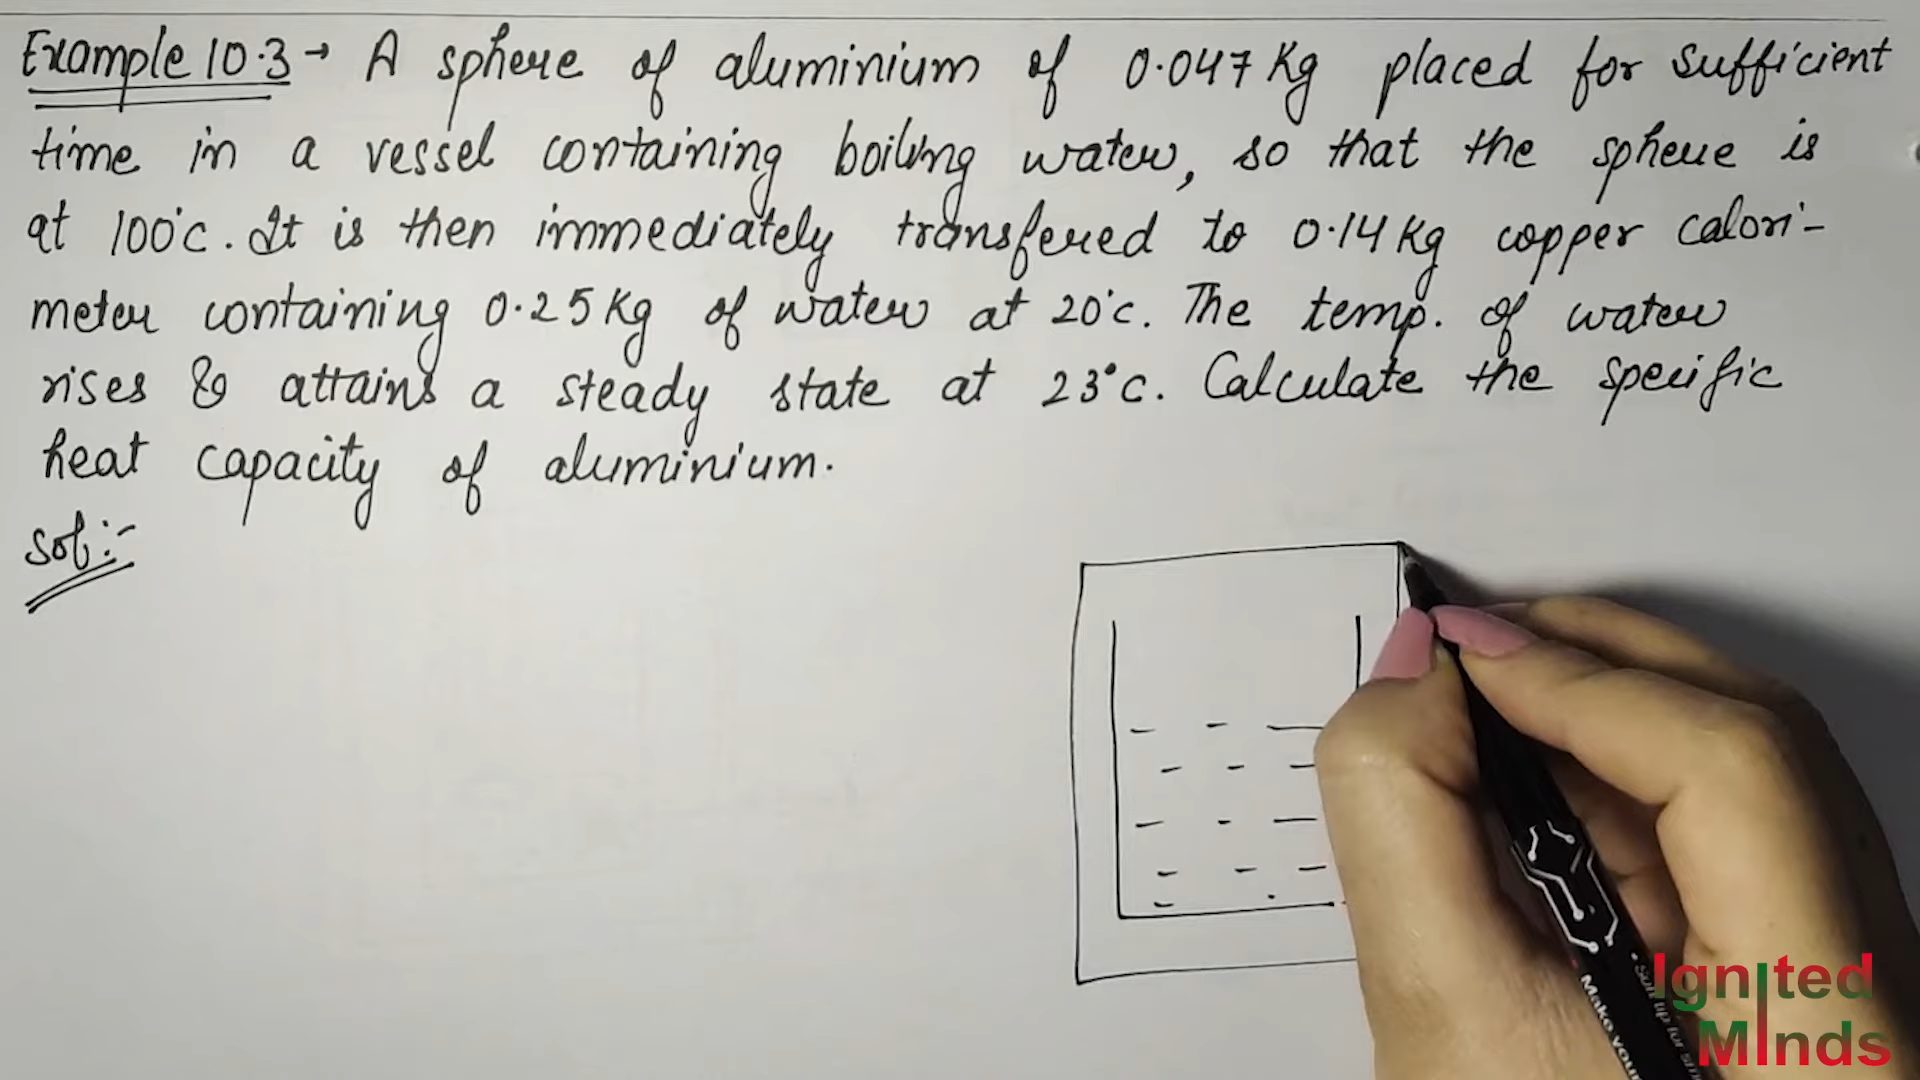 Example 10.3 → A sphere of aluminium of 0.047 Kg placed for sufficient
time in a vessel containing boiling water, so that the sphere is
at 100°c. It is then immediately transfered to 0.14 Kg copper calori-
meter containing 0.25 Kg of water at 20°c. The temp. of water
rises & attains a steady state at 23°c. Calculate the specific
heat capacity of aluminium.
Sol:-
Make your
Ignited
Minds